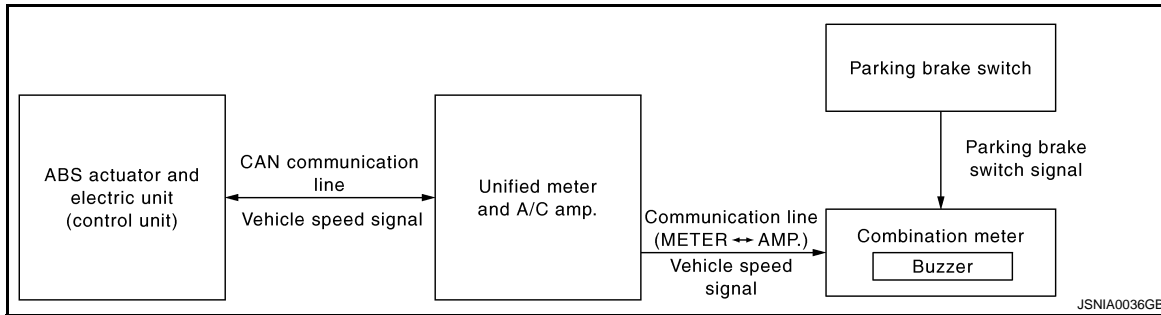 ABS actuator and
electric unit
(control unit)
CAN communication
line
Vehicle speed signal
Unified meter
and A/C amp.
Communication line
(METER ↔ AMP.)
Vehicle speed
signal
Parking brake switch
Parking brake
switch signal
Combination meter
Buzzer
JSNIA0036GB